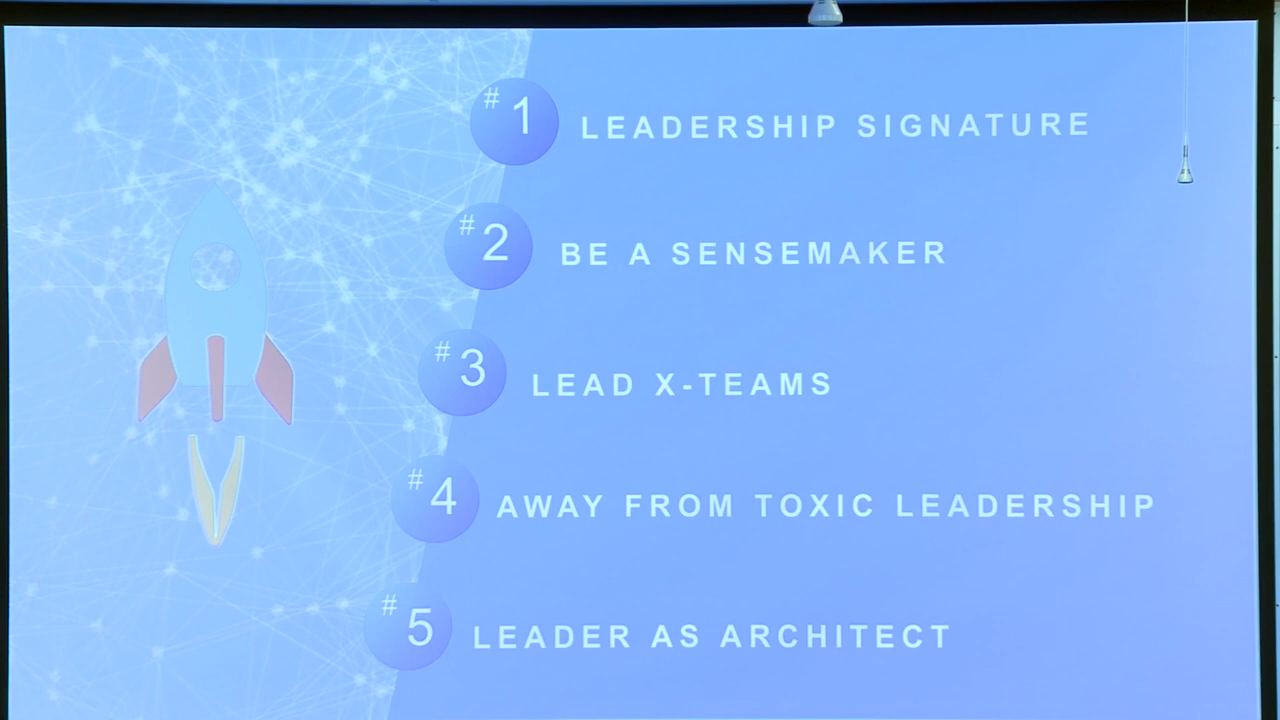 #1 LEADERSHIP SIGNATURE
#2 BE A SENSEMAKER
#3 LEAD X-TEAMS
#4 AWAY FROM TOXIC LEADERSHIP
#5 LEADER AS ARCHITECT